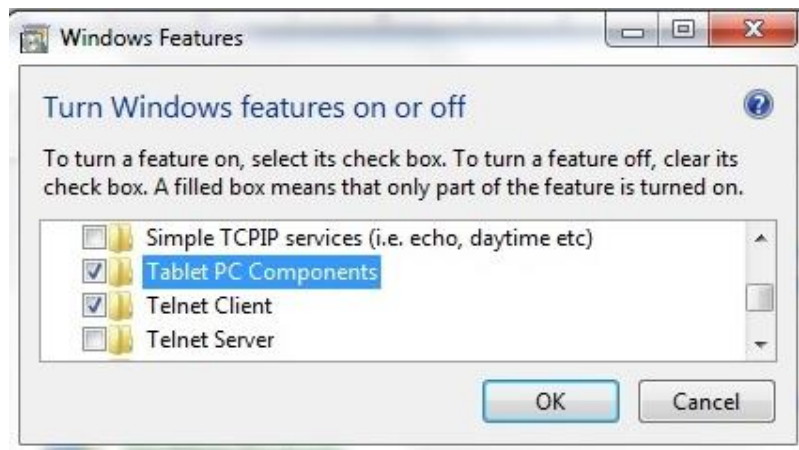 Windows Features
Turn Windows features on or off
To turn a feature on, select its check box. To turn a feature off, clear its
check box. A filled box means that only part of the feature is turned on.
Simple TCPIP services (i.e. echo, daytime etc)
Tablet PC Components
Telnet Client
Telnet Server
OK Cancel